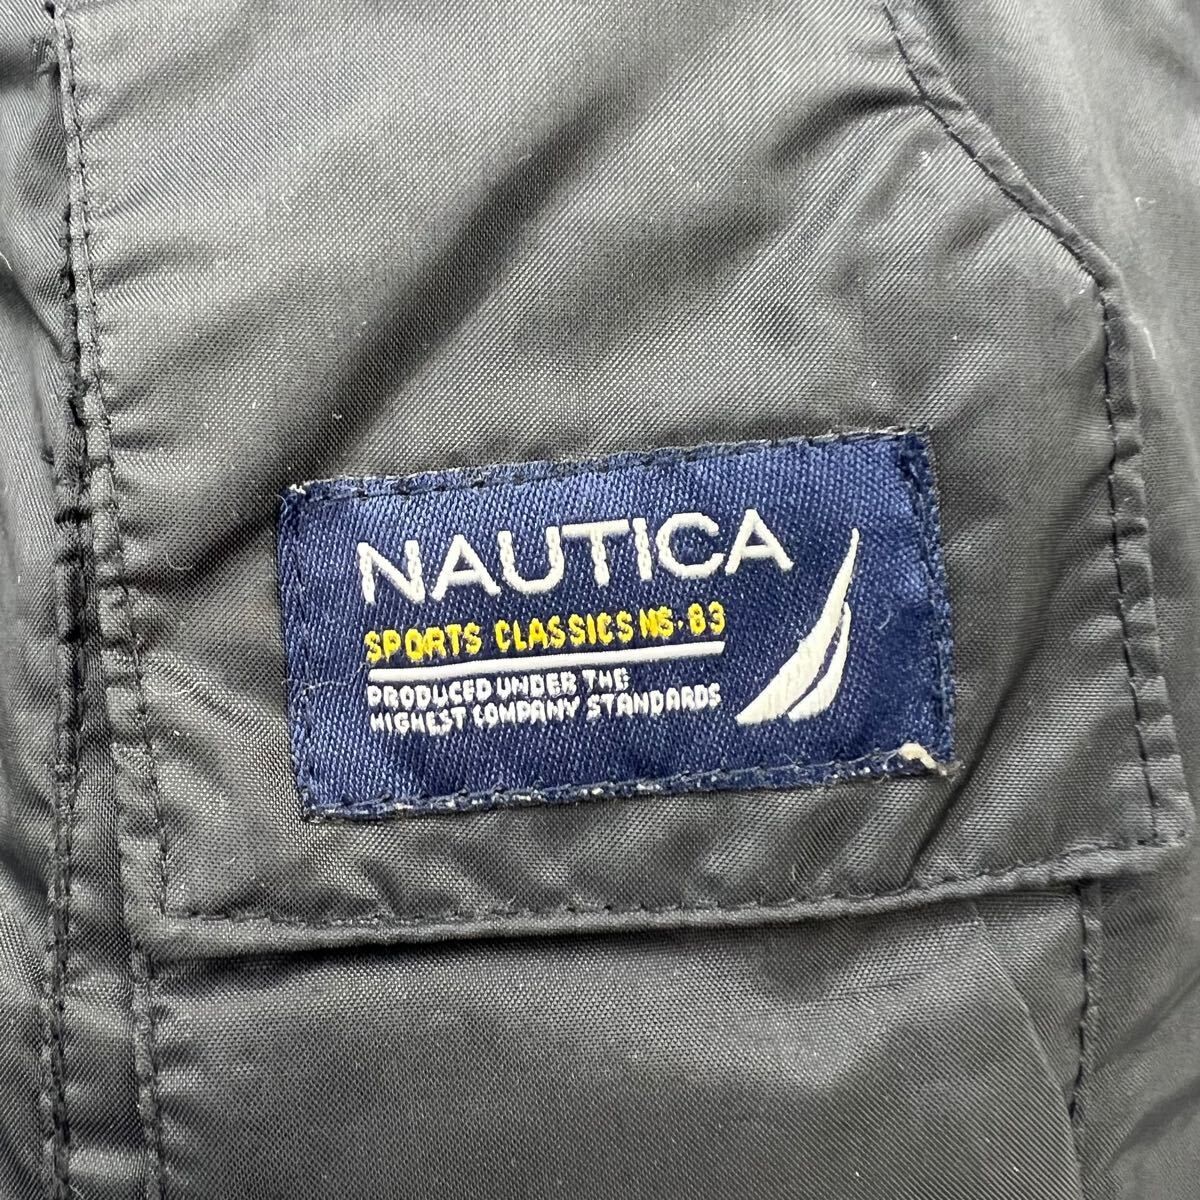 NAUTICA
SPORTS CLASSICS NS-83
PRODUCED UNDER THE
HIGHEST COMPANY STANDARDS